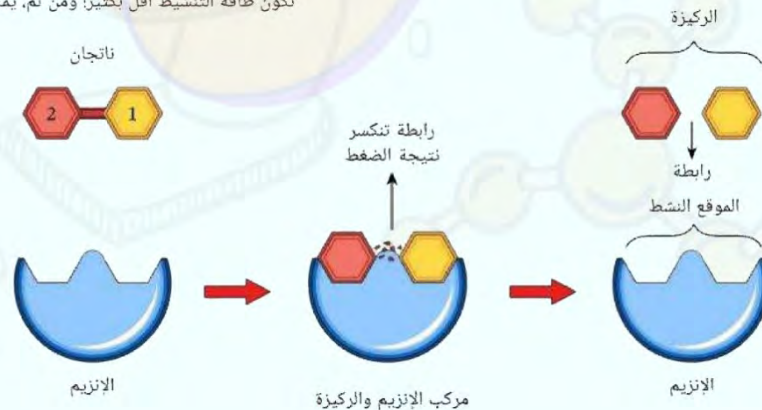 تكون طاقة التنشيط أقل بكثير؛ ومن ثم، يم
الركيزة
ناتجان
2
1
رابطة تنكسر
نتيجة الضغط
رابطة
الموقع النشط
الإنزيم
مركب الإنزيم والركيزة
الإنزيم